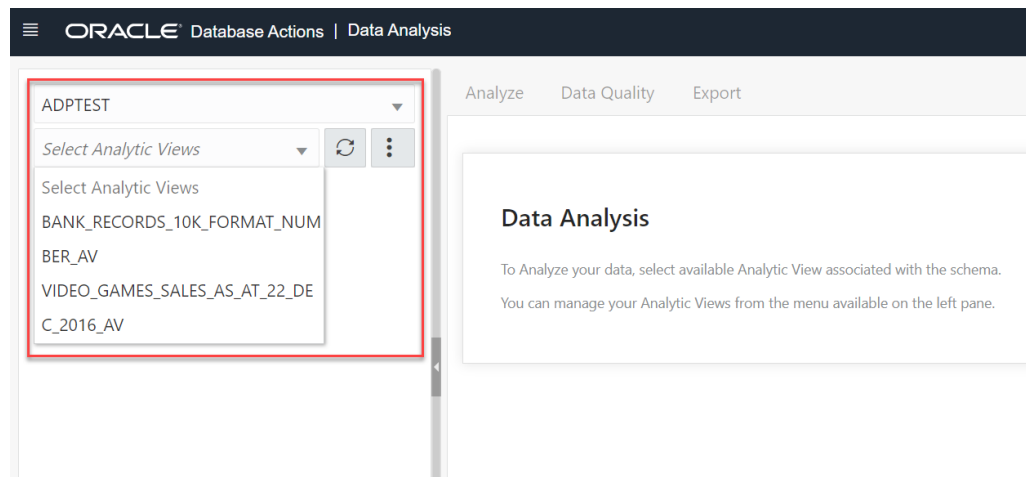 ORACLE Database Actions | Data Analysis
ADPTEST
Select Analytic Views
Select Analytic Views
BANK_RECORDS_10K_FORMAT_NUM
BER_AV
VIDEO_GAMES_SALES_AS_AT_22_DE
C_2016_AV
Analyze Data Quality Export
Data Analysis
To Analyze your data, select available Analytic View associated with the schema.
You can manage your Analytic Views from the menu available on the left pane.